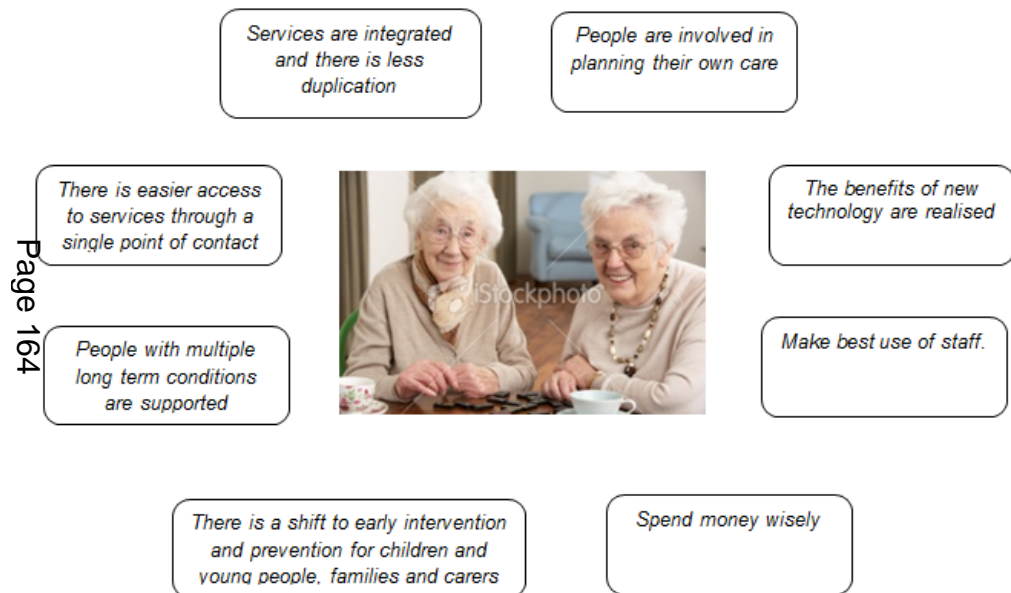 Services are integrated
and there is less
duplication
People are involved in
planning their own care
There is easier access
to services through a
single point of contact
The benefits of new
technology are realised
iStockphoto
Page 164
People with multiple
long term conditions
are supported
Make best use of staff.
There is a shift to early intervention
and prevention for children and
young people, families and carers
Spend money wisely